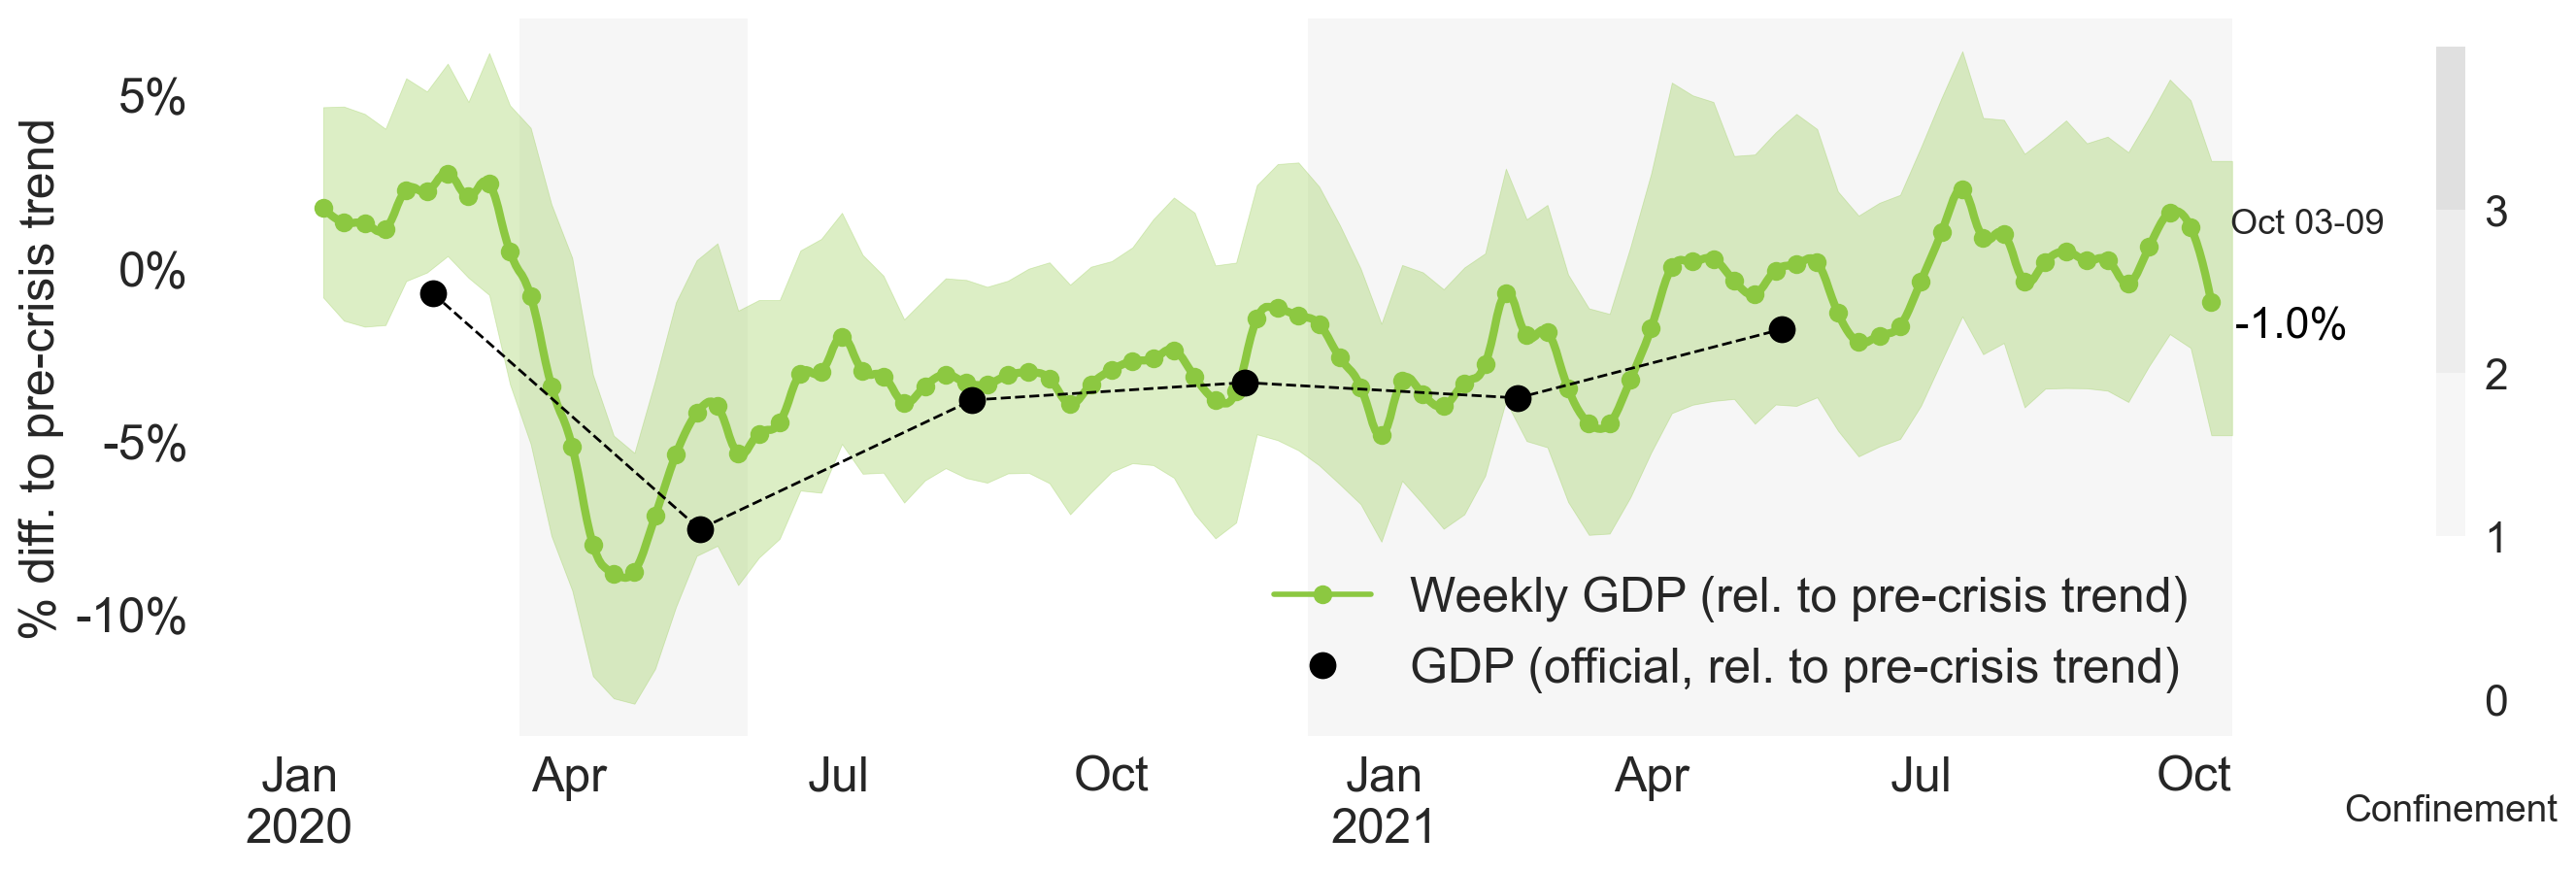 % diff. to pre-crisis trend
5%
0%
-5%
-10%
Oct 03-09
-1.0%
Weekly GDP (rel. to pre-crisis trend)
GDP (official, rel. to pre-crisis trend)
Jan Apr Jul Oct Jan Apr Jul Oct
2020 2021
3
2
1
0
Confinement